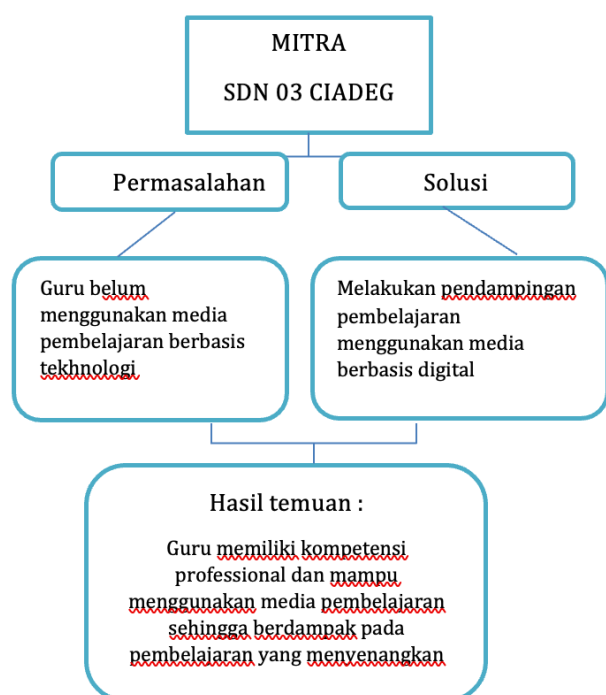 MITRA
SDN 03 CIADEG
Permasalahan
Solusi
Guru belum
menggunakan media
pembelajaran berbasis
tekhnologi
Melakukan pendampingan
pembelajaran
menggunakan media
berbasis digital
Hasil temuan :
Guru memiliki kompetensi
professional dan mampu
menggunakan media pembelajaran
sehingga berdampak pada
pembelajaran yang menyenangkan